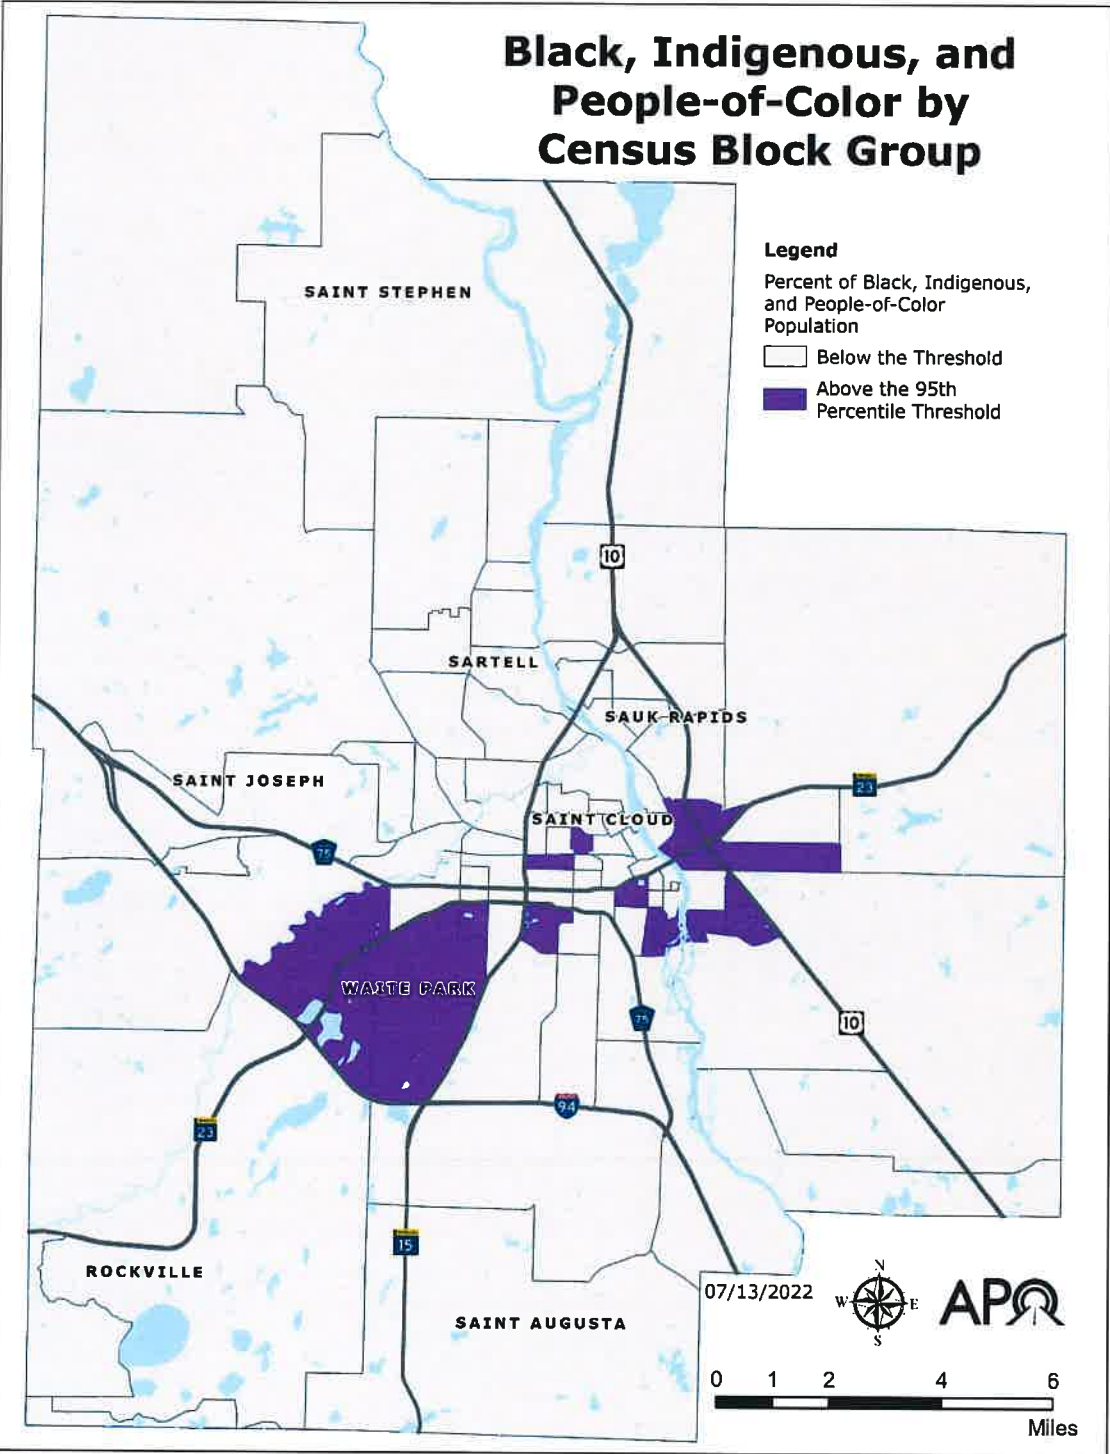 Black, Indigenous, and
People-of-Color by
Census Block Group
Legend
Percent of Black, Indigenous,
and People-of-Color
Population
Below the Threshold
Above the 95th
Percentile Threshold
SAINT STEPHEN
10
SARTELL
SAUK RAPIDS
SAINT JOSEPH
23
SAINT CLOUD
75
WAITE PARK
75
10
94
23
15
ROCKVILLE
SAINT AUGUSTA
07/13/2022
N
W
E
S
APO
0 1 2 4 6
Miles